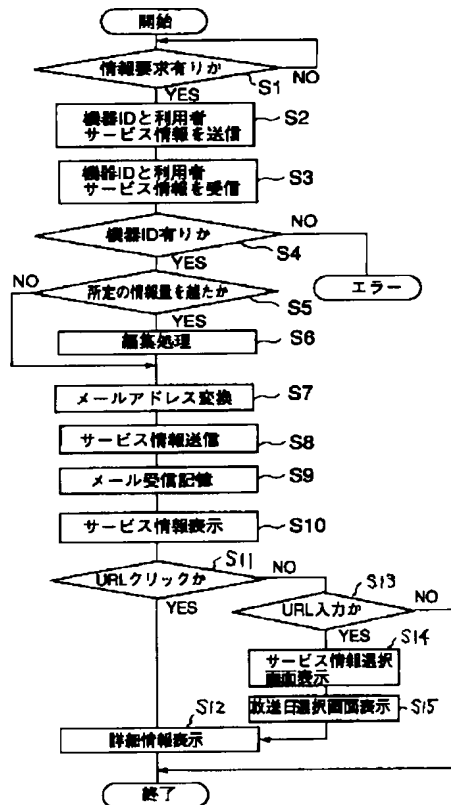 開始
情報要求有りか
NO
S1
YES
機器IDと利用者
サービス情報を送信
S2
機器IDと利用者
サービス情報を受信
S3
機器ID有りか
NO
S4
YES
エラー
NO
所定の情報量を越たか
S5
YES
編集処理
S6
メールアドレス変換
S7
サービス情報送信
S8
メール受信記憶
S9
サービス情報表示
S10
URLクリックか
S11
NO
YES
URL入力か
S13
NO
YES
S14
サービス情報選択
画面表示
放送日選択画面表示
S15
S12
詳細情報表示
終了